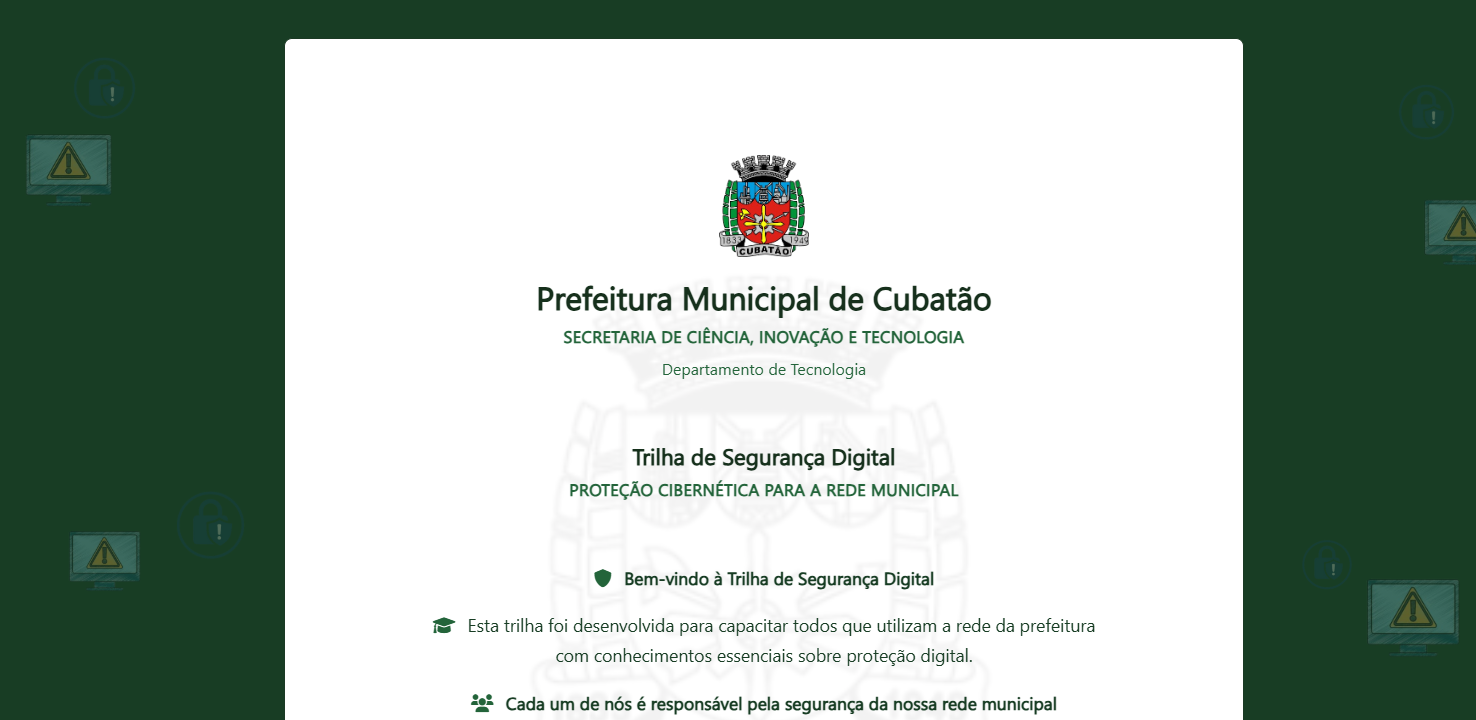 1833 1949
CUBATÃO
Prefeitura Municipal de Cubatão
SECRETARIA DE CIÊNCIA, INOVAÇÃO E TECNOLOGIA
Departamento de Tecnologia
Trilha de Segurança Digital
PROTEÇÃO CIBERNÉTICA PARA A REDE MUNICIPAL
Bem-vindo à Trilha de Segurança Digital
Esta trilha foi desenvolvida para capacitar todos que utilizam a rede da prefeitura
com conhecimentos essenciais sobre proteção digital.
Cada um de nós é responsável pela segurança da nossa rede municipal